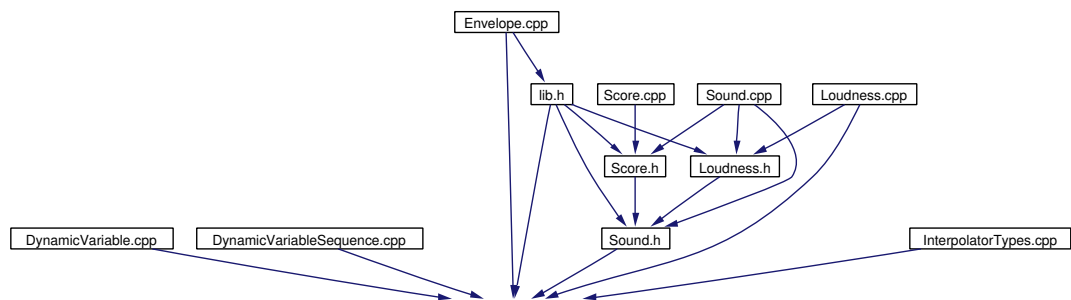 Envelope.cpp
lib.h
Score.cpp
Sound.cpp
Loudness.cpp
Score.h
Loudness.h
DynamicVariable.cpp
DynamicVariableSequence.cpp
Sound.h
InterpolatorTypes.cpp